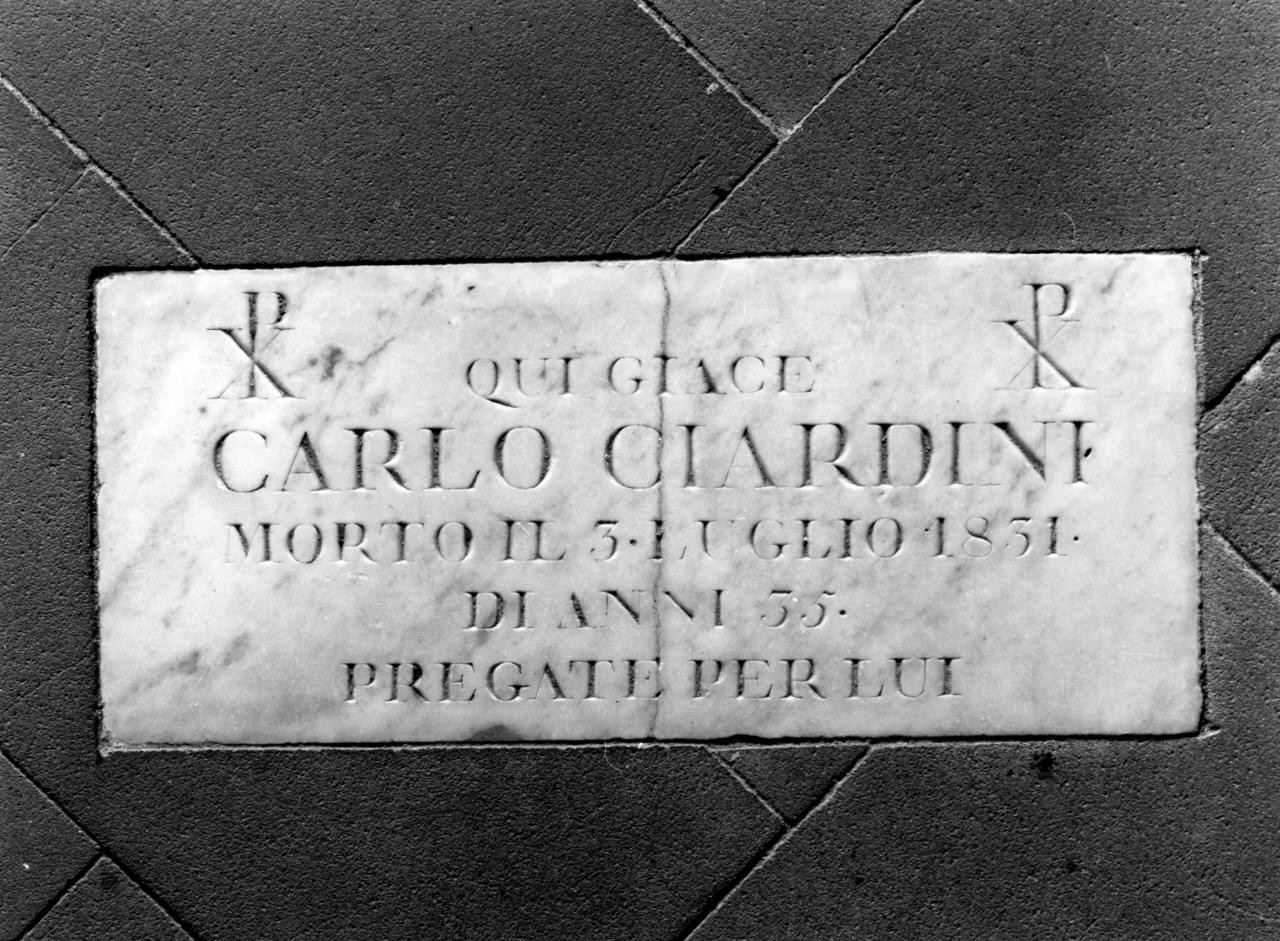 ☧ ☧
QUI GIACE
CARLO CIARDINI
MORTO IL 3. LUGLIO 1831.
DI ANNI 35.
PREGATE PER LUI